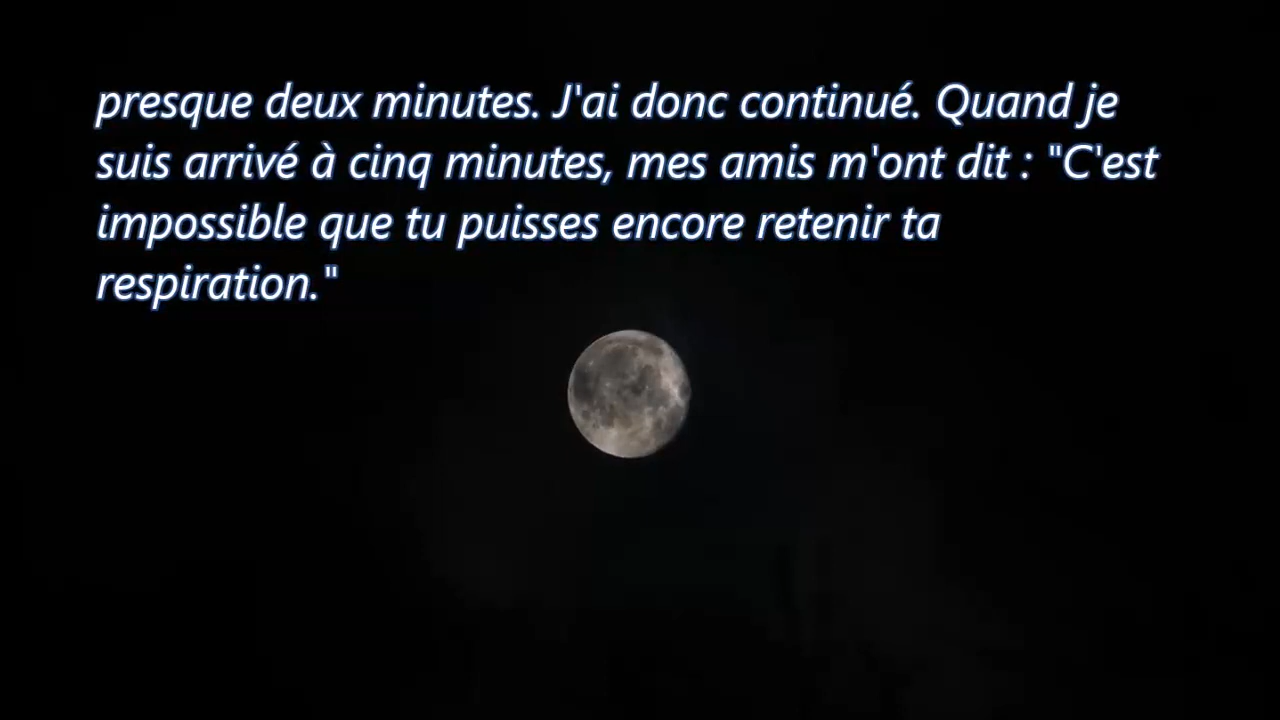 presque deux minutes. J'ai donc continué. Quand je
suis arrivé à cinq minutes, mes amis m'ont dit : "C'est
impossible que tu puisses encore retenir ta
respiration."